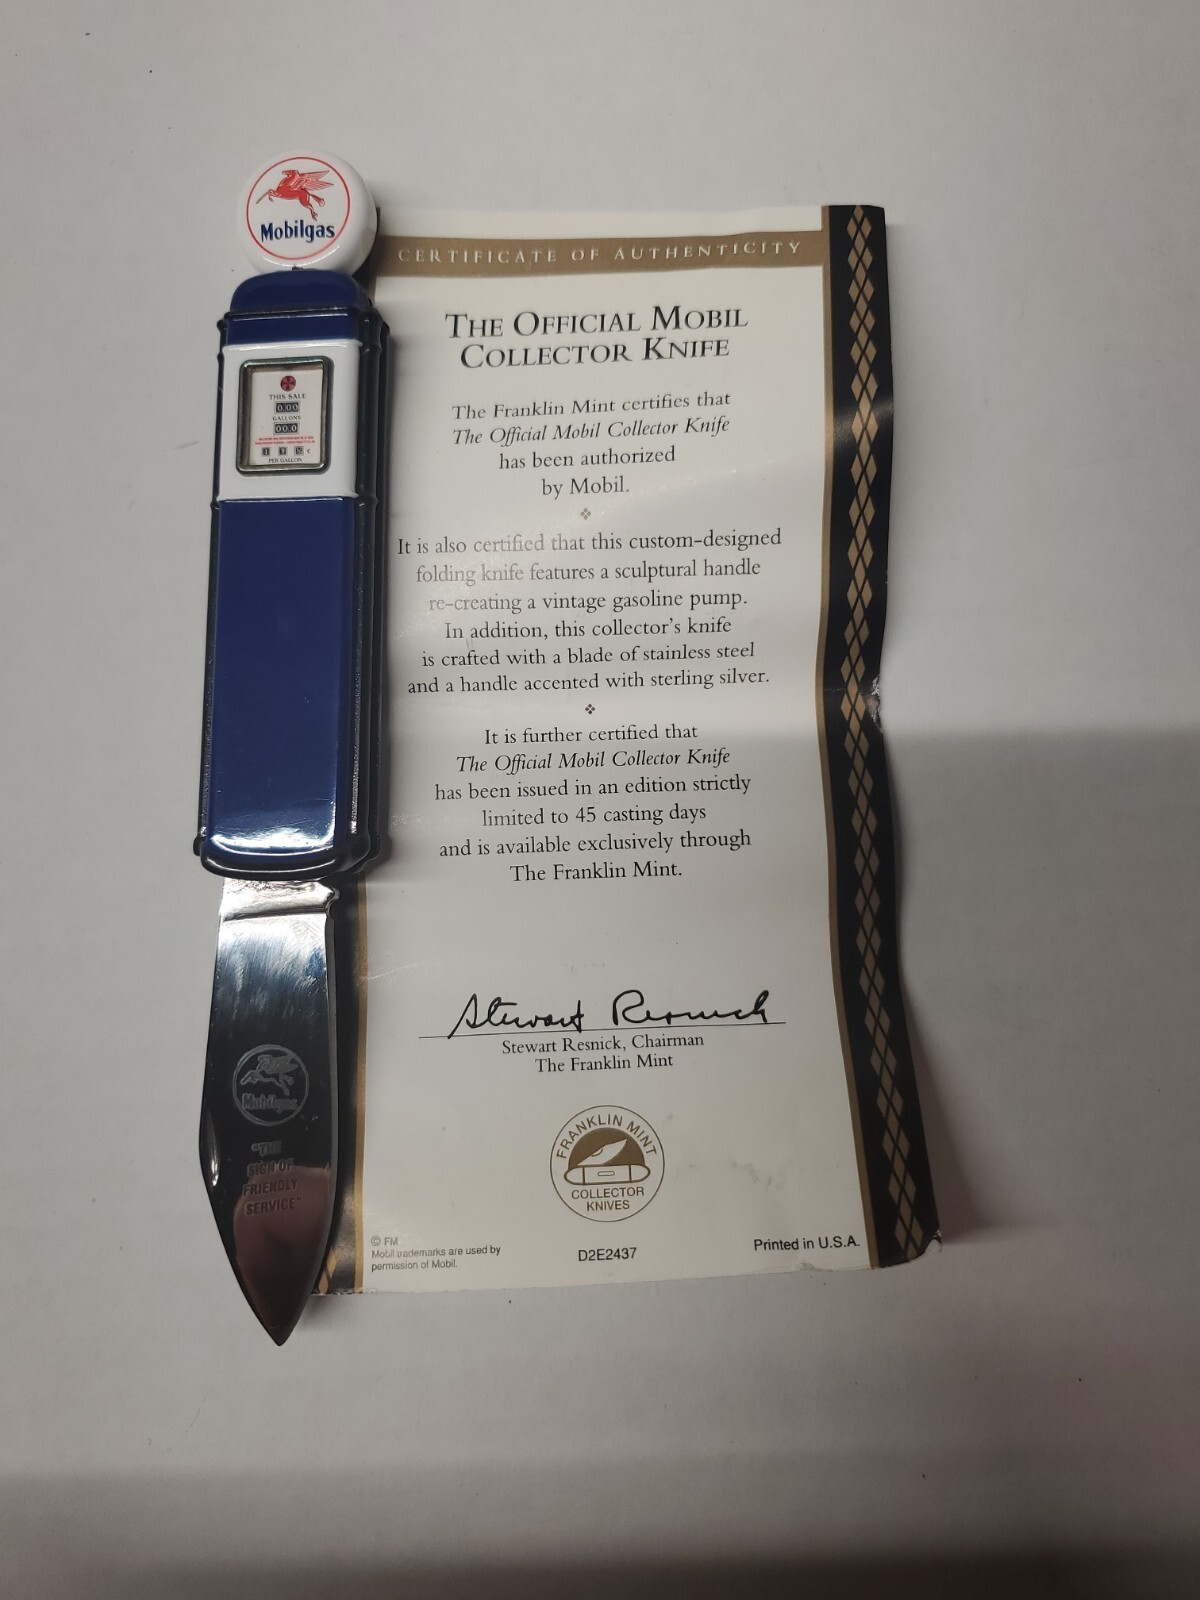 Mobilgas
THIS SALE
0.00
GALLONS
00.0
PER GALLON
Mobilgas
"THE
SIGN OF
FRIENDLY
SERVICE"
CERTIFICATE OF AUTHENTICITY
THE OFFICIAL MOBIL
COLLECTOR KNIFE
The Franklin Mint certifies that
The Official Mobil Collector Knife
has been authorized
by Mobil.
It is also certified that this custom-designed
folding knife features a sculptural handle
re-creating a vintage gasoline pump.
In addition, this collector's knife
is crafted with a blade of stainless steel
and a handle accented with sterling silver.
It is further certified that
The Official Mobil Collector Knife
has been issued in an edition strictly
limited to 45 casting days
and is available exclusively through
The Franklin Mint.
Stewart Resnick
Stewart Resnick, Chairman
The Franklin Mint
FRANKLIN MINT
COLLECTOR
KNIVES
© FM
Mobil trademarks are used by
permission of Mobil.
D2E2437
Printed in U.S.A.